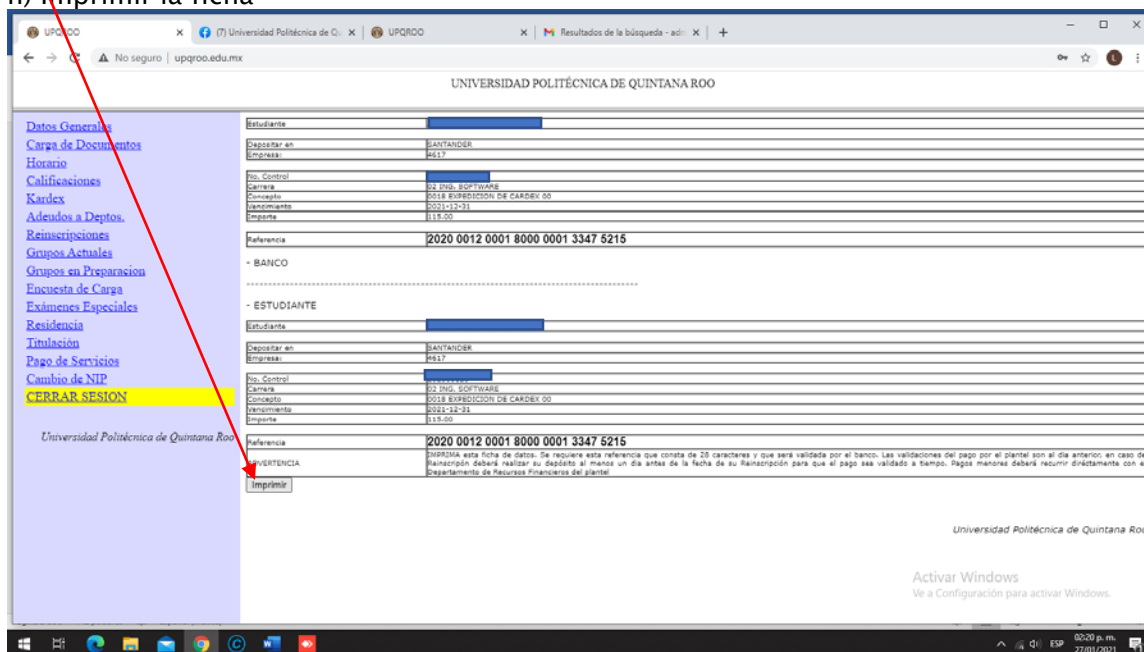 h) Imprimir la ficha
UPQROO
(7) Universidad Politécnica de Qu
UPQROO
Resultados de la búsqueda - adm
No seguro | upqroo.edu.mx
UNIVERSIDAD POLITÉCNICA DE QUINTANA ROO
Datos Generales
Carga de Documentos
Horario
Calificaciones
Kardex
Adeudos a Deptos.
Reinscripciones
Grupos Actuales
Grupos en Preparacion
Encuesta de Carga
Exámenes Especiales
Residencia
Titulación
Pago de Servicios
Cambio de NIP
CERRAR SESION
Universidad Politécnica de Quintana Roo
Estudiante
Depositar en SANTANDER
Empresa: 4617
No. Control
Carrera 02 ING. SOFTWARE
Concepto 0018 EXPEDICION DE CARDEX 00
Vencimiento 2021-12-31
Importe 115.00
Referencia 2020 0012 0001 8000 0001 3347 5215
- BANCO
- ESTUDIANTE
Estudiante
Depositar en SANTANDER
Empresa: 4617
No. Control
Carrera 02 ING. SOFTWARE
Concepto 0018 EXPEDICION DE CARDEX 00
Vencimiento 2021-12-31
Importe 115.00
Referencia 2020 0012 0001 8000 0001 3347 5215
ADVERTENCIA
IMPRIMA esta ficha de datos. Se requiere esta referencia que consta de 28 caracteres y que será validada por el banco. Las validaciones del pago por el plantel son al dia anterior, en caso de
Reinscripón deberá realizar su depósito al menos un dia antes de la fecha de su Reinscripción para que el pago sea validado a tiempo. Pagos menores deberá recurrir diréctamente con e
Departamento de Recursos Financieros del plantel
Imprimir
Universidad Politécnica de Quintana Roo
Activar Windows
Ve a Configuración para activar Windows.
ESP
02:20 p. m.
27/01/2021